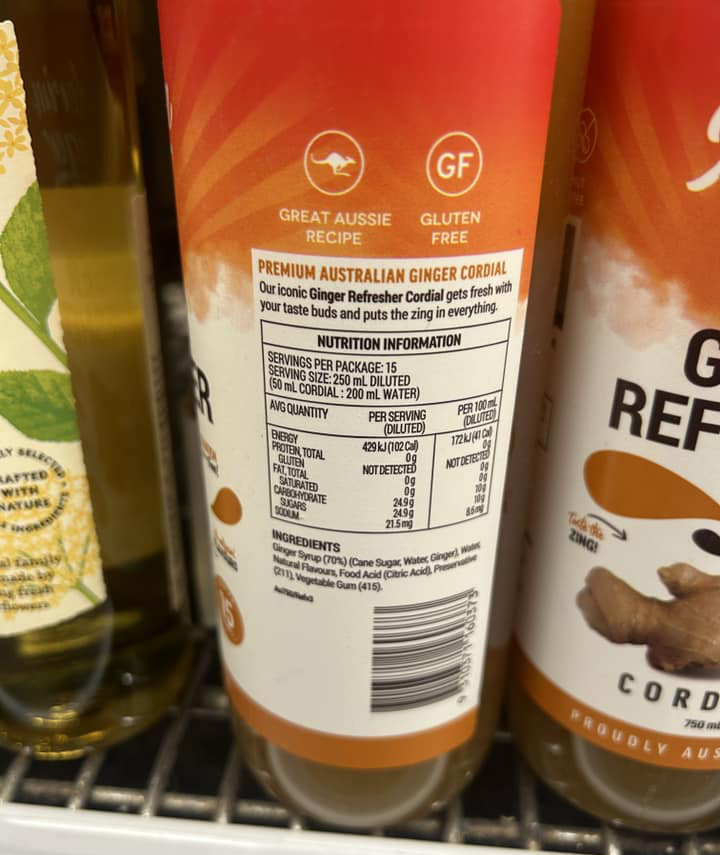 GREAT AUSSIE
RECIPE
GF
GLUTEN
FREE
PREMIUM AUSTRALIAN GINGER CORDIAL
Our iconic Ginger Refresher Cordial gets fresh with
your taste buds and puts the zing in everything.
NUTRITION INFORMATION
SERVINGS PER PACKAGE: 15
SERVING SIZE: 250 mL DILUTED
(50 mL CORDIAL : 200 mL WATER)
AVG QUANTITY PER SERVING (DILUTED) PER 100 mL (DILUTED)
ENERGY 429 kJ (102 Cal) 172 kJ (41 Cal)
PROTEIN, TOTAL 0g 0g
GLUTEN NOT DETECTED NOT DETECTED
FAT, TOTAL 0g 0g
SATURATED 0g 0g
CARBOHYDRATE 24.9g 10g
SUGARS 24.9g 10g
SODIUM 21.5mg 8.6mg
INGREDIENTS
Ginger Syrup (70%) (Cane Sugar, Water, Ginger), Water,
Natural Flavours, Food Acid (Citric Acid), Preservative
(211), Vegetable Gum (415).
15
ER
G
REF
Taste the
ZING!
CORD
750 mL
PROUDLY AUS
WITH
NATURE